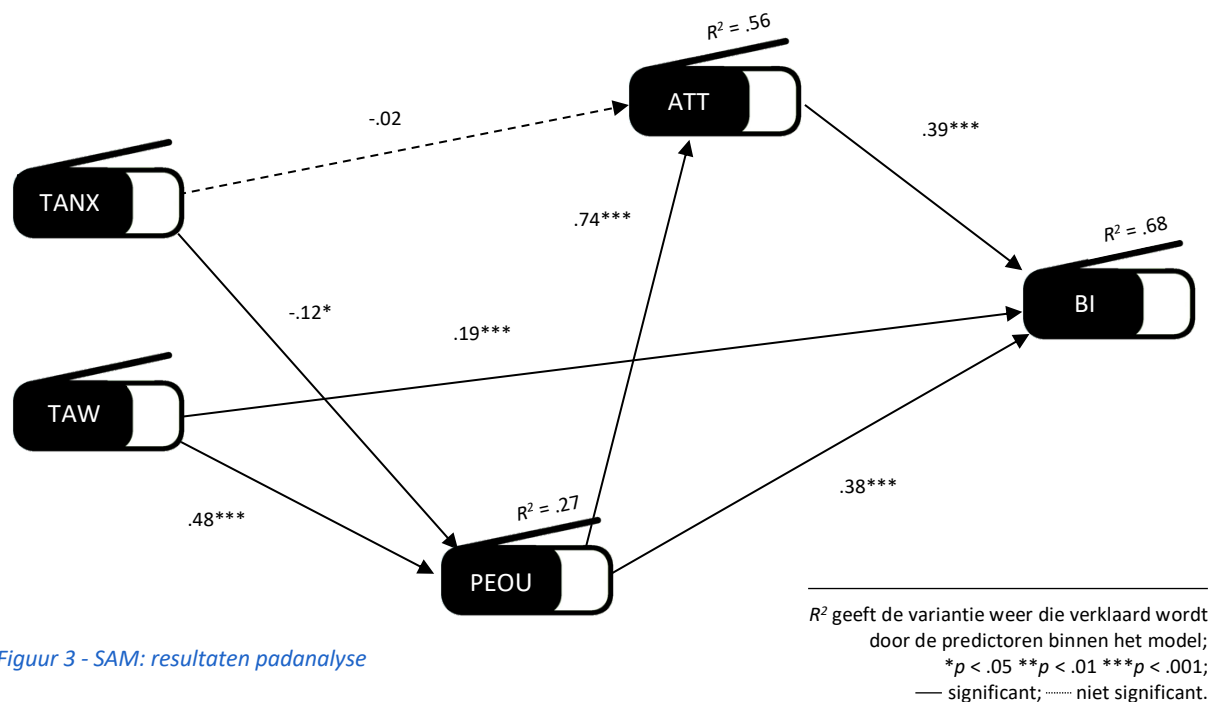 R² = .56
ATT
-.02
.39***
TANX
.74***
R² = .68
BI
-.12*
.19***
TAW
.48***
R² = .27
.38***
PEOU
R² geeft de variantie weer die verklaard wordt
door de predictoren binnen het model;
*p < .05 **p < .01 ***p < .001;
significant; niet significant.
Figuur 3 - SAM: resultaten padanalyse